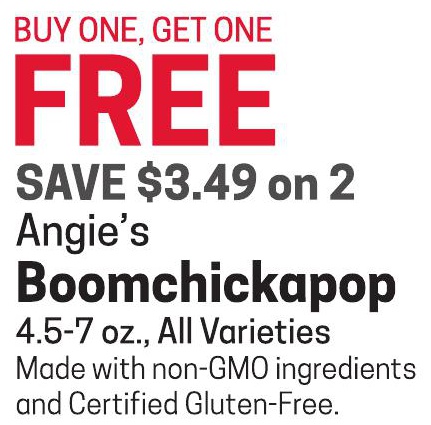 BUY ONE, GET ONE
FREE
SAVE $3.49 on 2
Angie's
Boomchickapop
4.5-7 oz., All Varieties
Made with non-GMO ingredients
and Certified Gluten-Free.